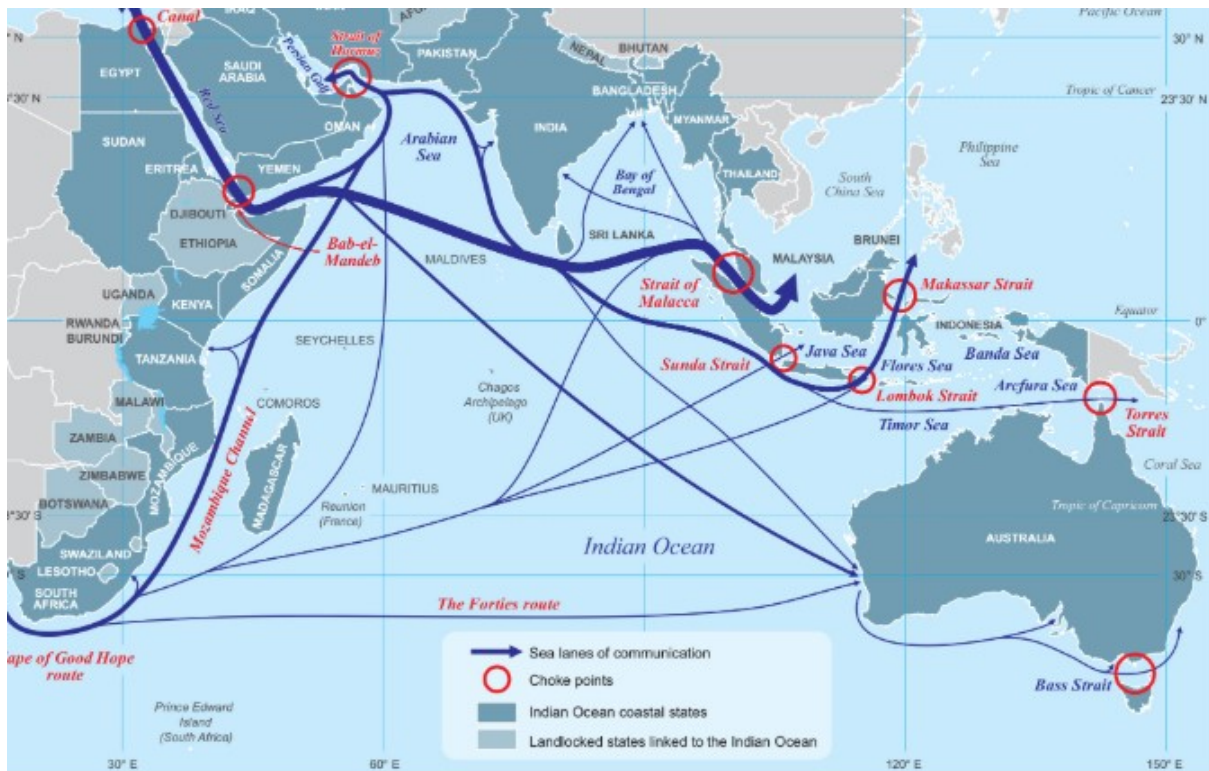 Canal
Strait of
Hormuz
Pacific Ocean
° N
30° N
EGYPT
SAUDI
ARABIA
Persian Gulf
PAKISTAN
NEPAL
BHUTAN
BANGLADESH
3°30' N
Tropic of Cancer
23°30' N
Red Sea
OMAN
INDIA
MYANMAR
SUDAN
Arabian
Sea
Philippine
Sea
ERITREA
YEMEN
THAILAND
Bay of
Bengal
South
China Sea
DJIBOUTI
ETHIOPIA
Bab-el-
Mandeb
SOMALIA
MALDIVES
SRI LANKA
BRUNEI
MALAYSIA
Strait of
Malacca
Makassar Strait
UGANDA
KENYA
RWANDA
BURUNDI
INDONESIA
Equator
0°
TANZANIA
SEYCHELLES
Sunda Strait
Java Sea
Flores Sea
Banda Sea
Chagos
Archipelago
(UK)
Lombok Strait
Arcfura Sea
MALAWI
COMOROS
Timor Sea
Torres
Strait
ZAMBIA
MOZAMBIQUE
Mozambique Channel
MADAGASCAR
ZIMBABWE
BOTSWANA
MAURITIUS
Reunion
(France)
Coral Sea
3°30' S
Tropic of Capricorn
23°30' S
SWAZILAND
LESOTHO
SOUTH
AFRICA
Indian Ocean
AUSTRALIA
° S
30° S
The Forties route
ape of Good Hope
route
Sea lanes of communication
Choke points
Indian Ocean coastal states
Landlocked states linked to the Indian Ocean
Bass Strait
Prince Edward
Island
(South Africa)
30° E
60° E
120° E
150° E